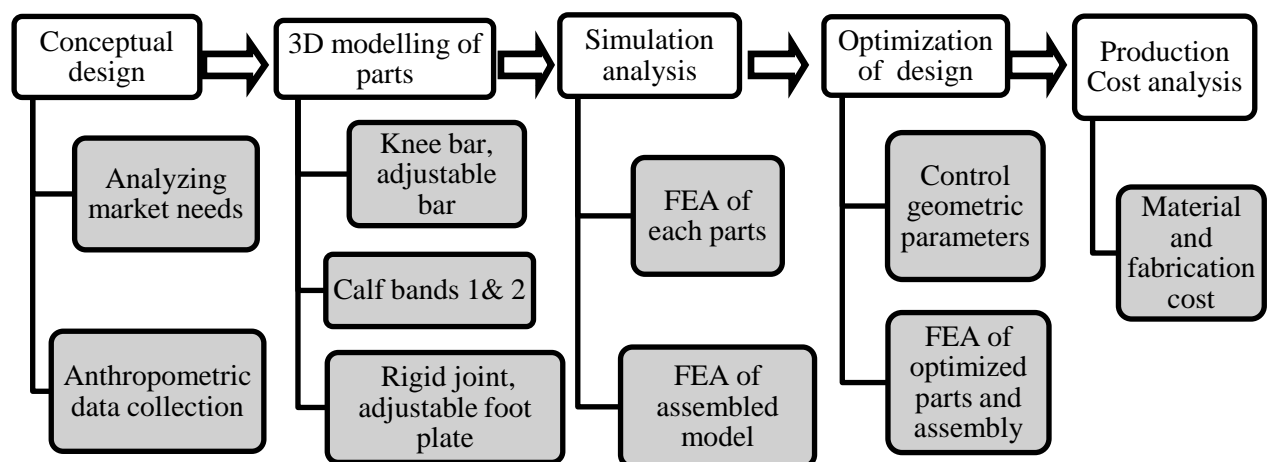 Conceptual
design
3D modelling of
parts
Simulation
analysis
Optimization
of design
Production
Cost analysis
Analyzing
market needs
Anthropometric
data collection
Knee bar,
adjustable
bar
Calf bands 1& 2
Rigid joint,
adjustable foot
plate
FEA of
each parts
FEA of
assembled
model
Control
geometric
parameters
FEA of
optimized
parts and
assembly
Material
and
fabrication
cost